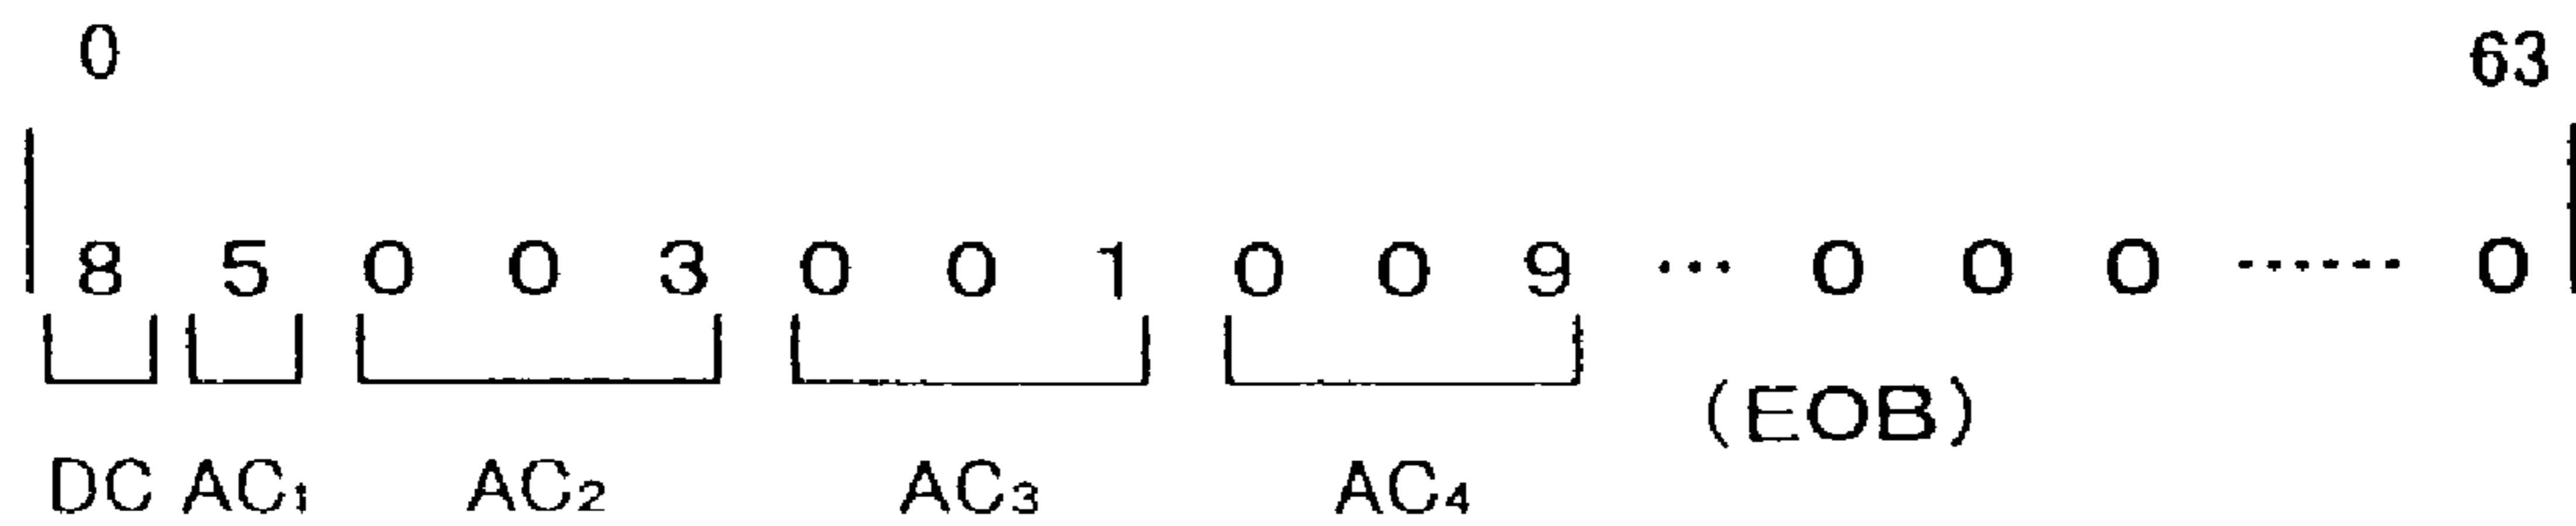 0 63
8 5 0 0 3 0 0 1 0 0 9 ... 0 0 0 ------ 0
(EOB)
DC AC₁ AC₂ AC₃ AC₄